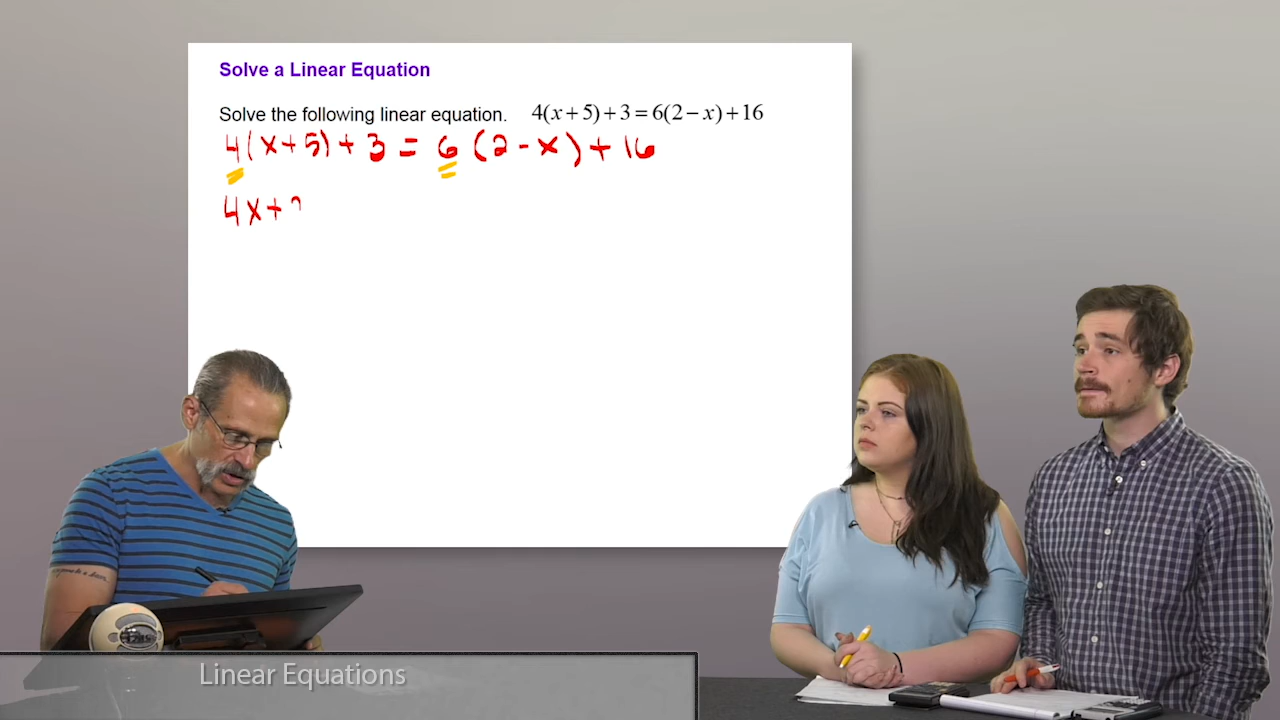 Solve a Linear Equation
Solve the following linear equation. 4(x+5)+3=6(2−x)+16
4(x+5)+3=6(2-x)+16
4x+
Linear Equations